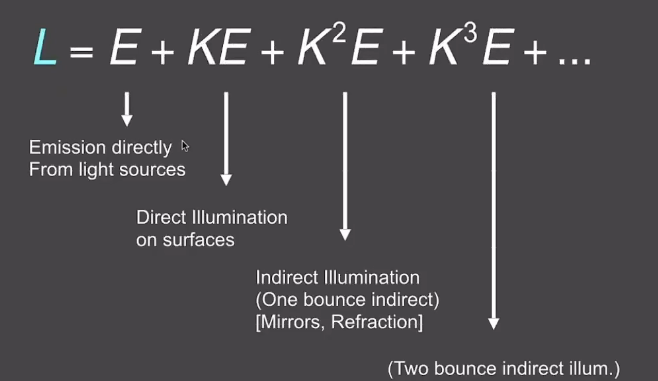 L = E + KE + K²E + K³E + ...
Emission directly
From light sources
Direct Illumination
on surfaces
Indirect Illumination
(One bounce indirect)
[Mirrors, Refraction]
(Two bounce indirect illum.)